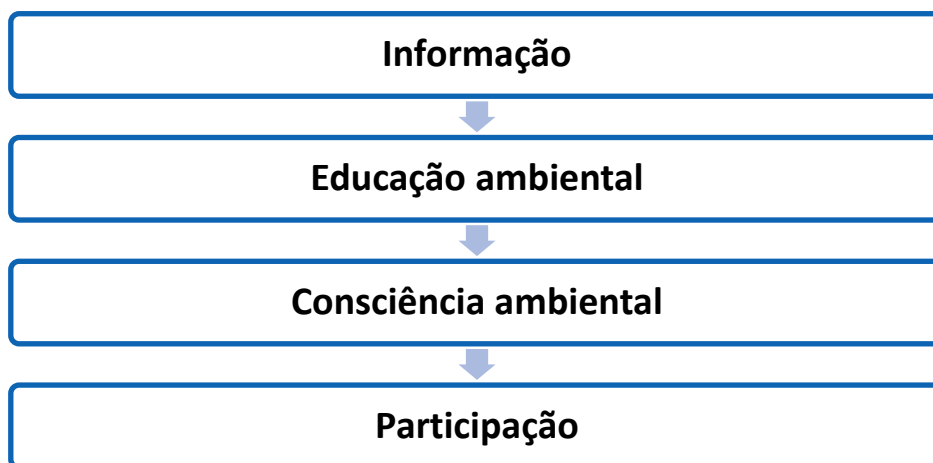 Informação
Educação ambiental
Consciência ambiental
Participação